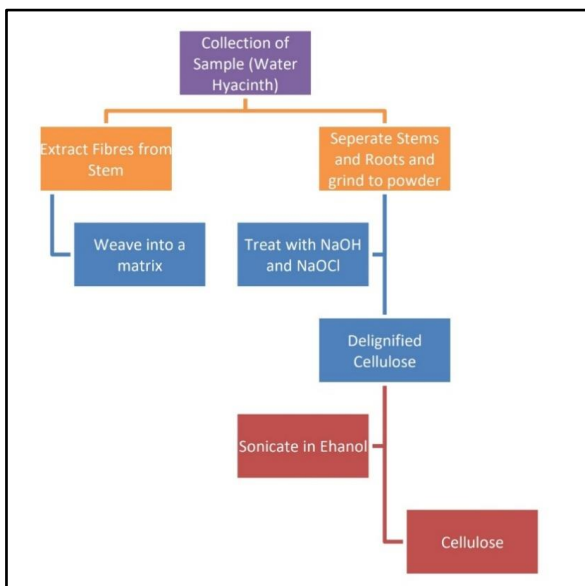 Collection of
Sample (Water
Hyacinth)
Extract Fibres from
Stem
Seperate Stems
and Roots and
grind to powder
Weave into a
matrix
Treat with NaOH
and NaOCl
Delignified
Cellulose
Sonicate in Ehanol
Cellulose